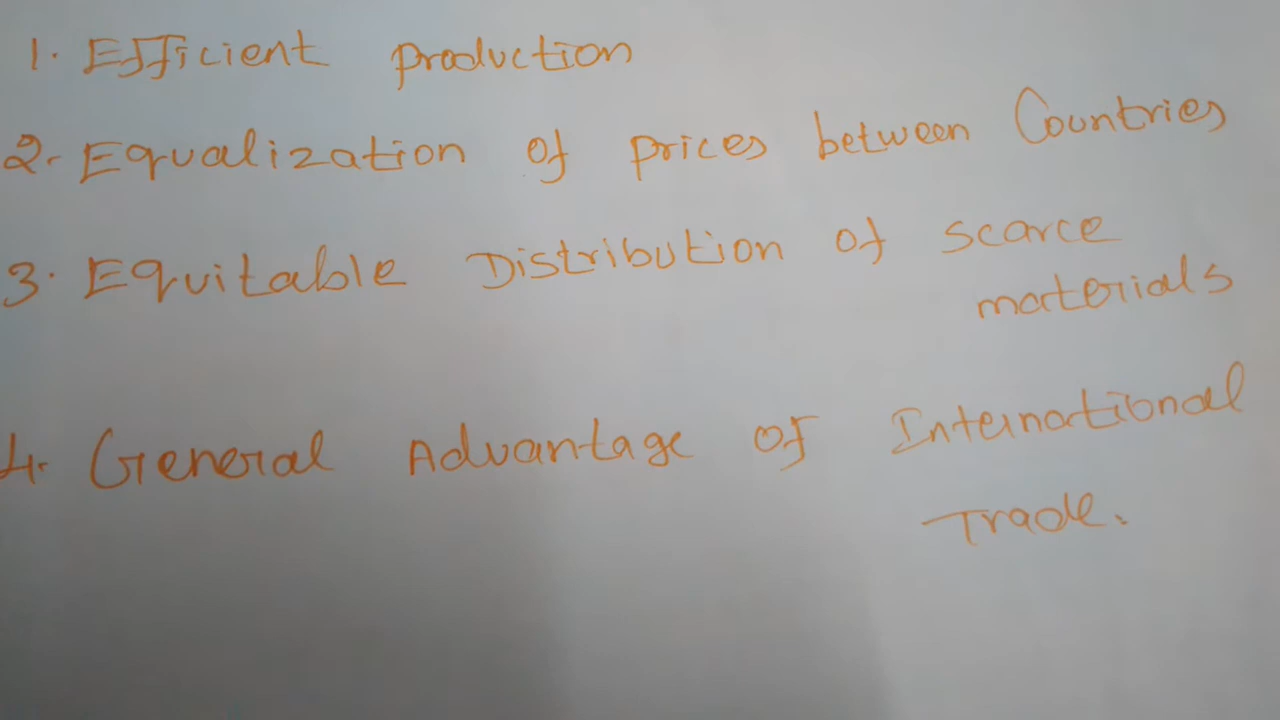 1. Efficient production
2. Equalization of prices between Countries
3. Equitable Distribution of scarce
materials
4. General Advantage of International
Trade.